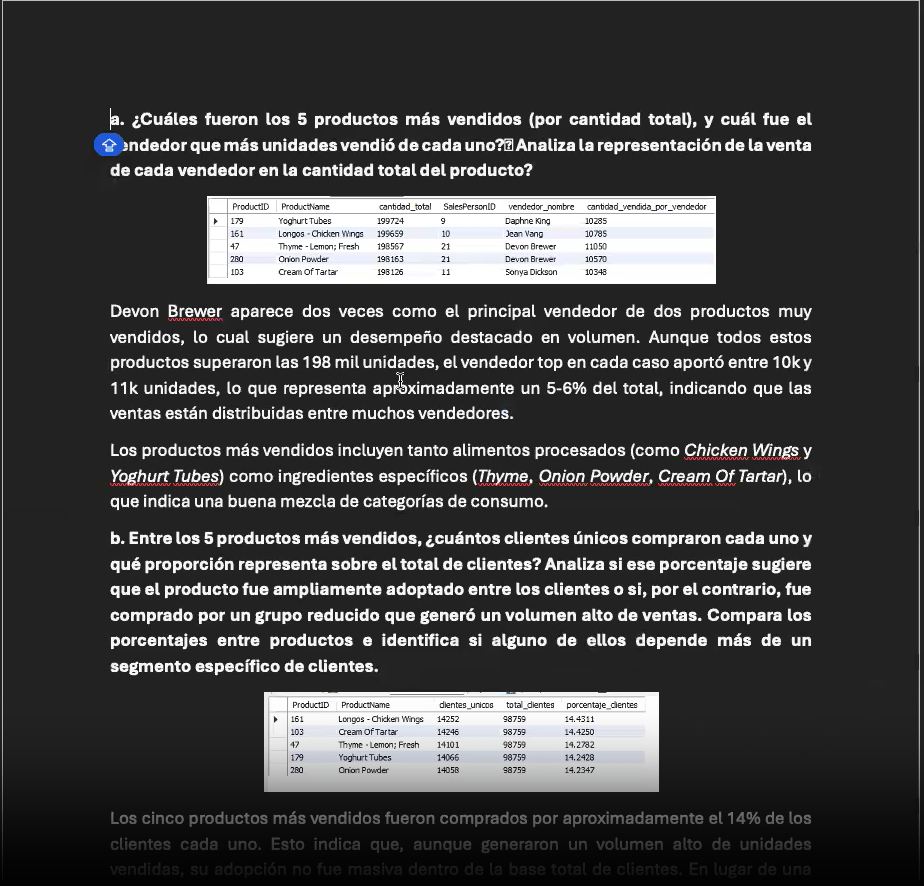 a. ¿Cuáles fueron los 5 productos más vendidos (por cantidad total), y cuál fue el
vendedor que más unidades vendió de cada uno? Analiza la representación de la venta
de cada vendedor en la cantidad total del producto?
ProductID ProductName cantidad_total SalesPersonID vendedor_nombre cantidad_vendida_por_vendedor
179 Yoghurt Tubes 199724 9 Daphne King 10285
161 Longos - Chicken Wings 199659 10 Jean Vang 10785
47 Thyme - Lemon; Fresh 198567 21 Devon Brewer 11050
280 Onion Powder 198163 21 Devon Brewer 10570
103 Cream Of Tartar 198126 11 Sonya Dickson 10348
Devon Brewer aparece dos veces como el principal vendedor de dos productos muy
vendidos, lo cual sugiere un desempeño destacado en volumen. Aunque todos estos
productos superaron las 198 mil unidades, el vendedor top en cada caso aportó entre 10k y
11k unidades, lo que representa aproximadamente un 5-6% del total, indicando que las
ventas están distribuidas entre muchos vendedores.
Los productos más vendidos incluyen tanto alimentos procesados (como Chicken Wings y
Yoghurt Tubes) como ingredientes específicos (Thyme, Onion Powder, Cream Of Tartar), lo
que indica una buena mezcla de categorías de consumo.
b. Entre los 5 productos más vendidos, ¿cuántos clientes únicos compraron cada uno y
qué proporción representa sobre el total de clientes? Analiza si ese porcentaje sugiere
que el producto fue ampliamente adoptado entre los clientes o si, por el contrario, fue
comprado por un grupo reducido que generó un volumen alto de ventas. Compara los
porcentajes entre productos e identifica si alguno de ellos depende más de un
segmento específico de clientes.
ProductID ProductName clientes_unicos total_clientes porcentaje_clientes
161 Longos - Chicken Wings 14252 98759 14.4311
103 Cream Of Tartar 14246 98759 14.4250
47 Thyme - Lemon; Fresh 14101 98759 14.2782
179 Yoghurt Tubes 14066 98759 14.2428
280 Onion Powder 14058 98759 14.2347
Los cinco productos más vendidos fueron comprados por aproximadamente el 14% de los
clientes cada uno. Esto indica que, aunque generaron un volumen alto de unidades
vendidas, su adopción no fue masiva dentro de la base total de clientes. En lugar de una